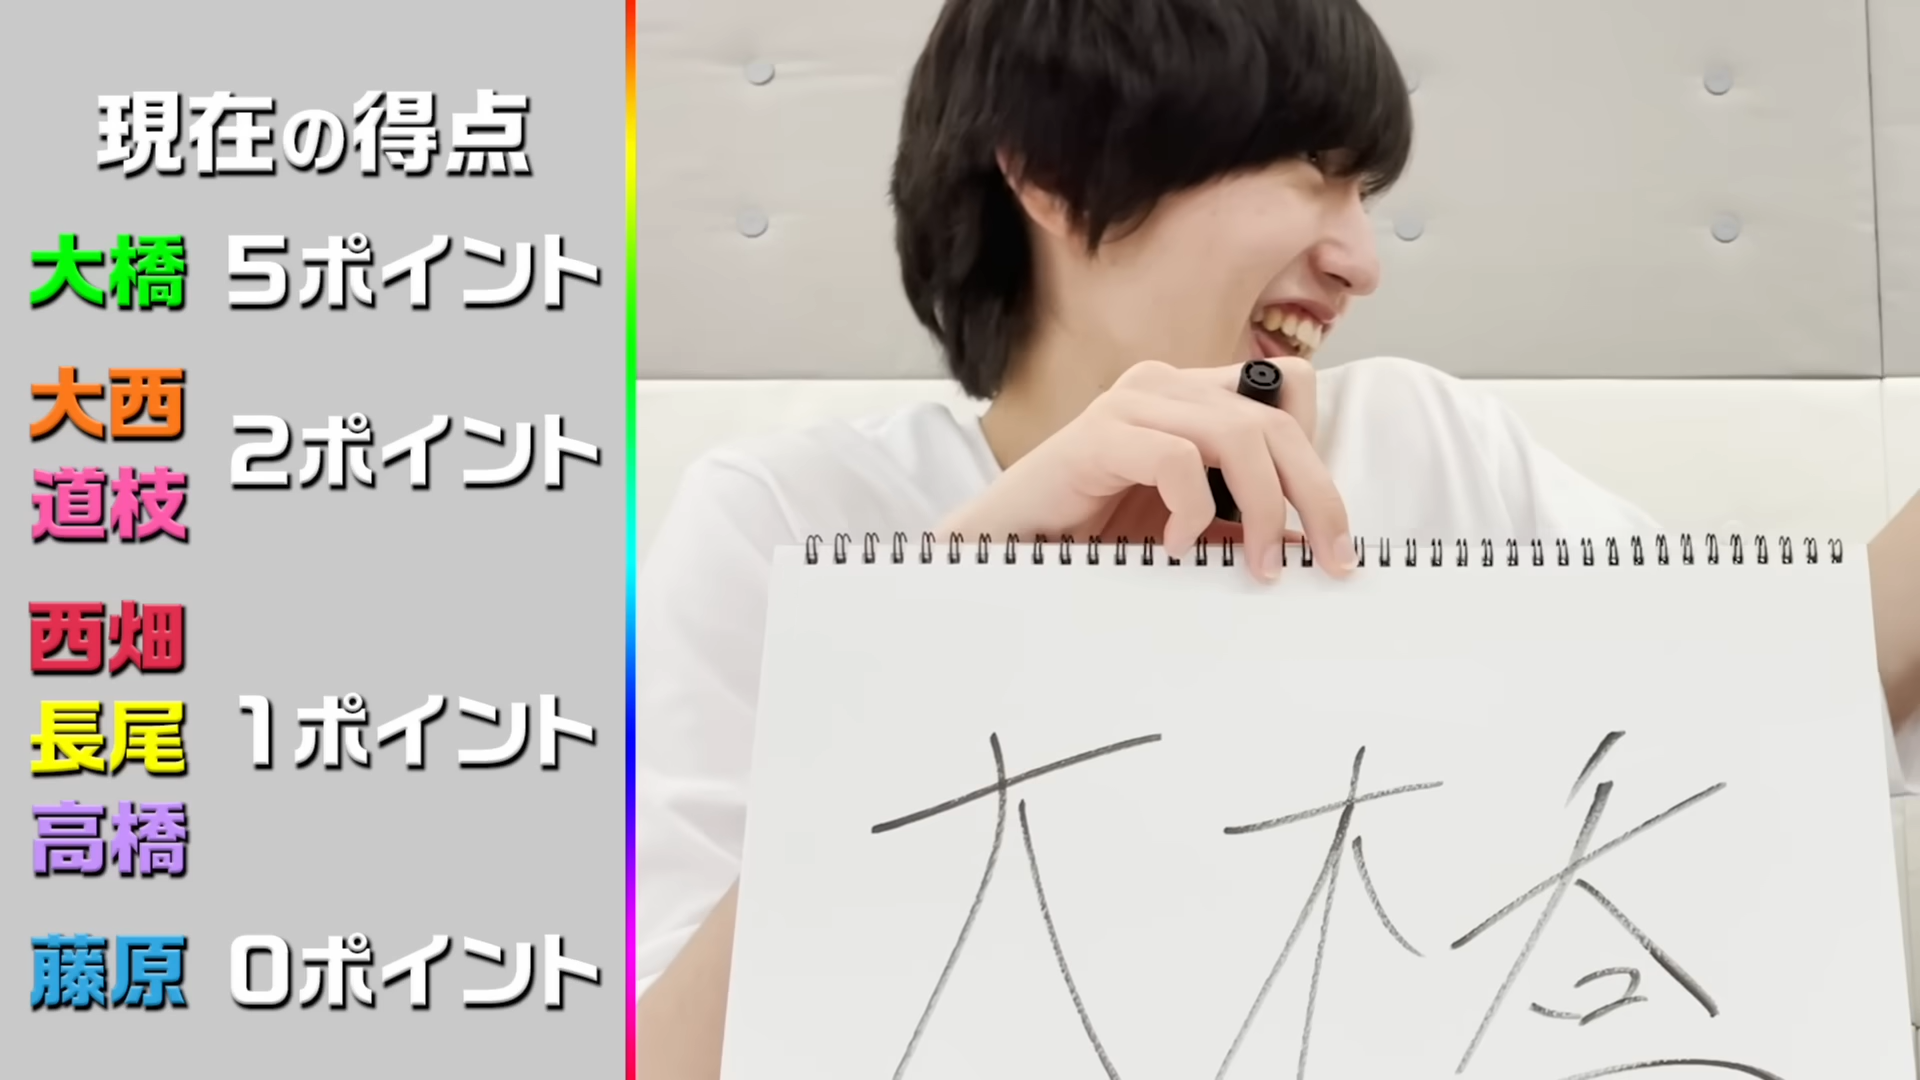 現在の得点
大橋 5ポイント
大西
道枝
2ポイント
西畑
長尾
高橋
1ポイント
藤原 0ポイント
大橋